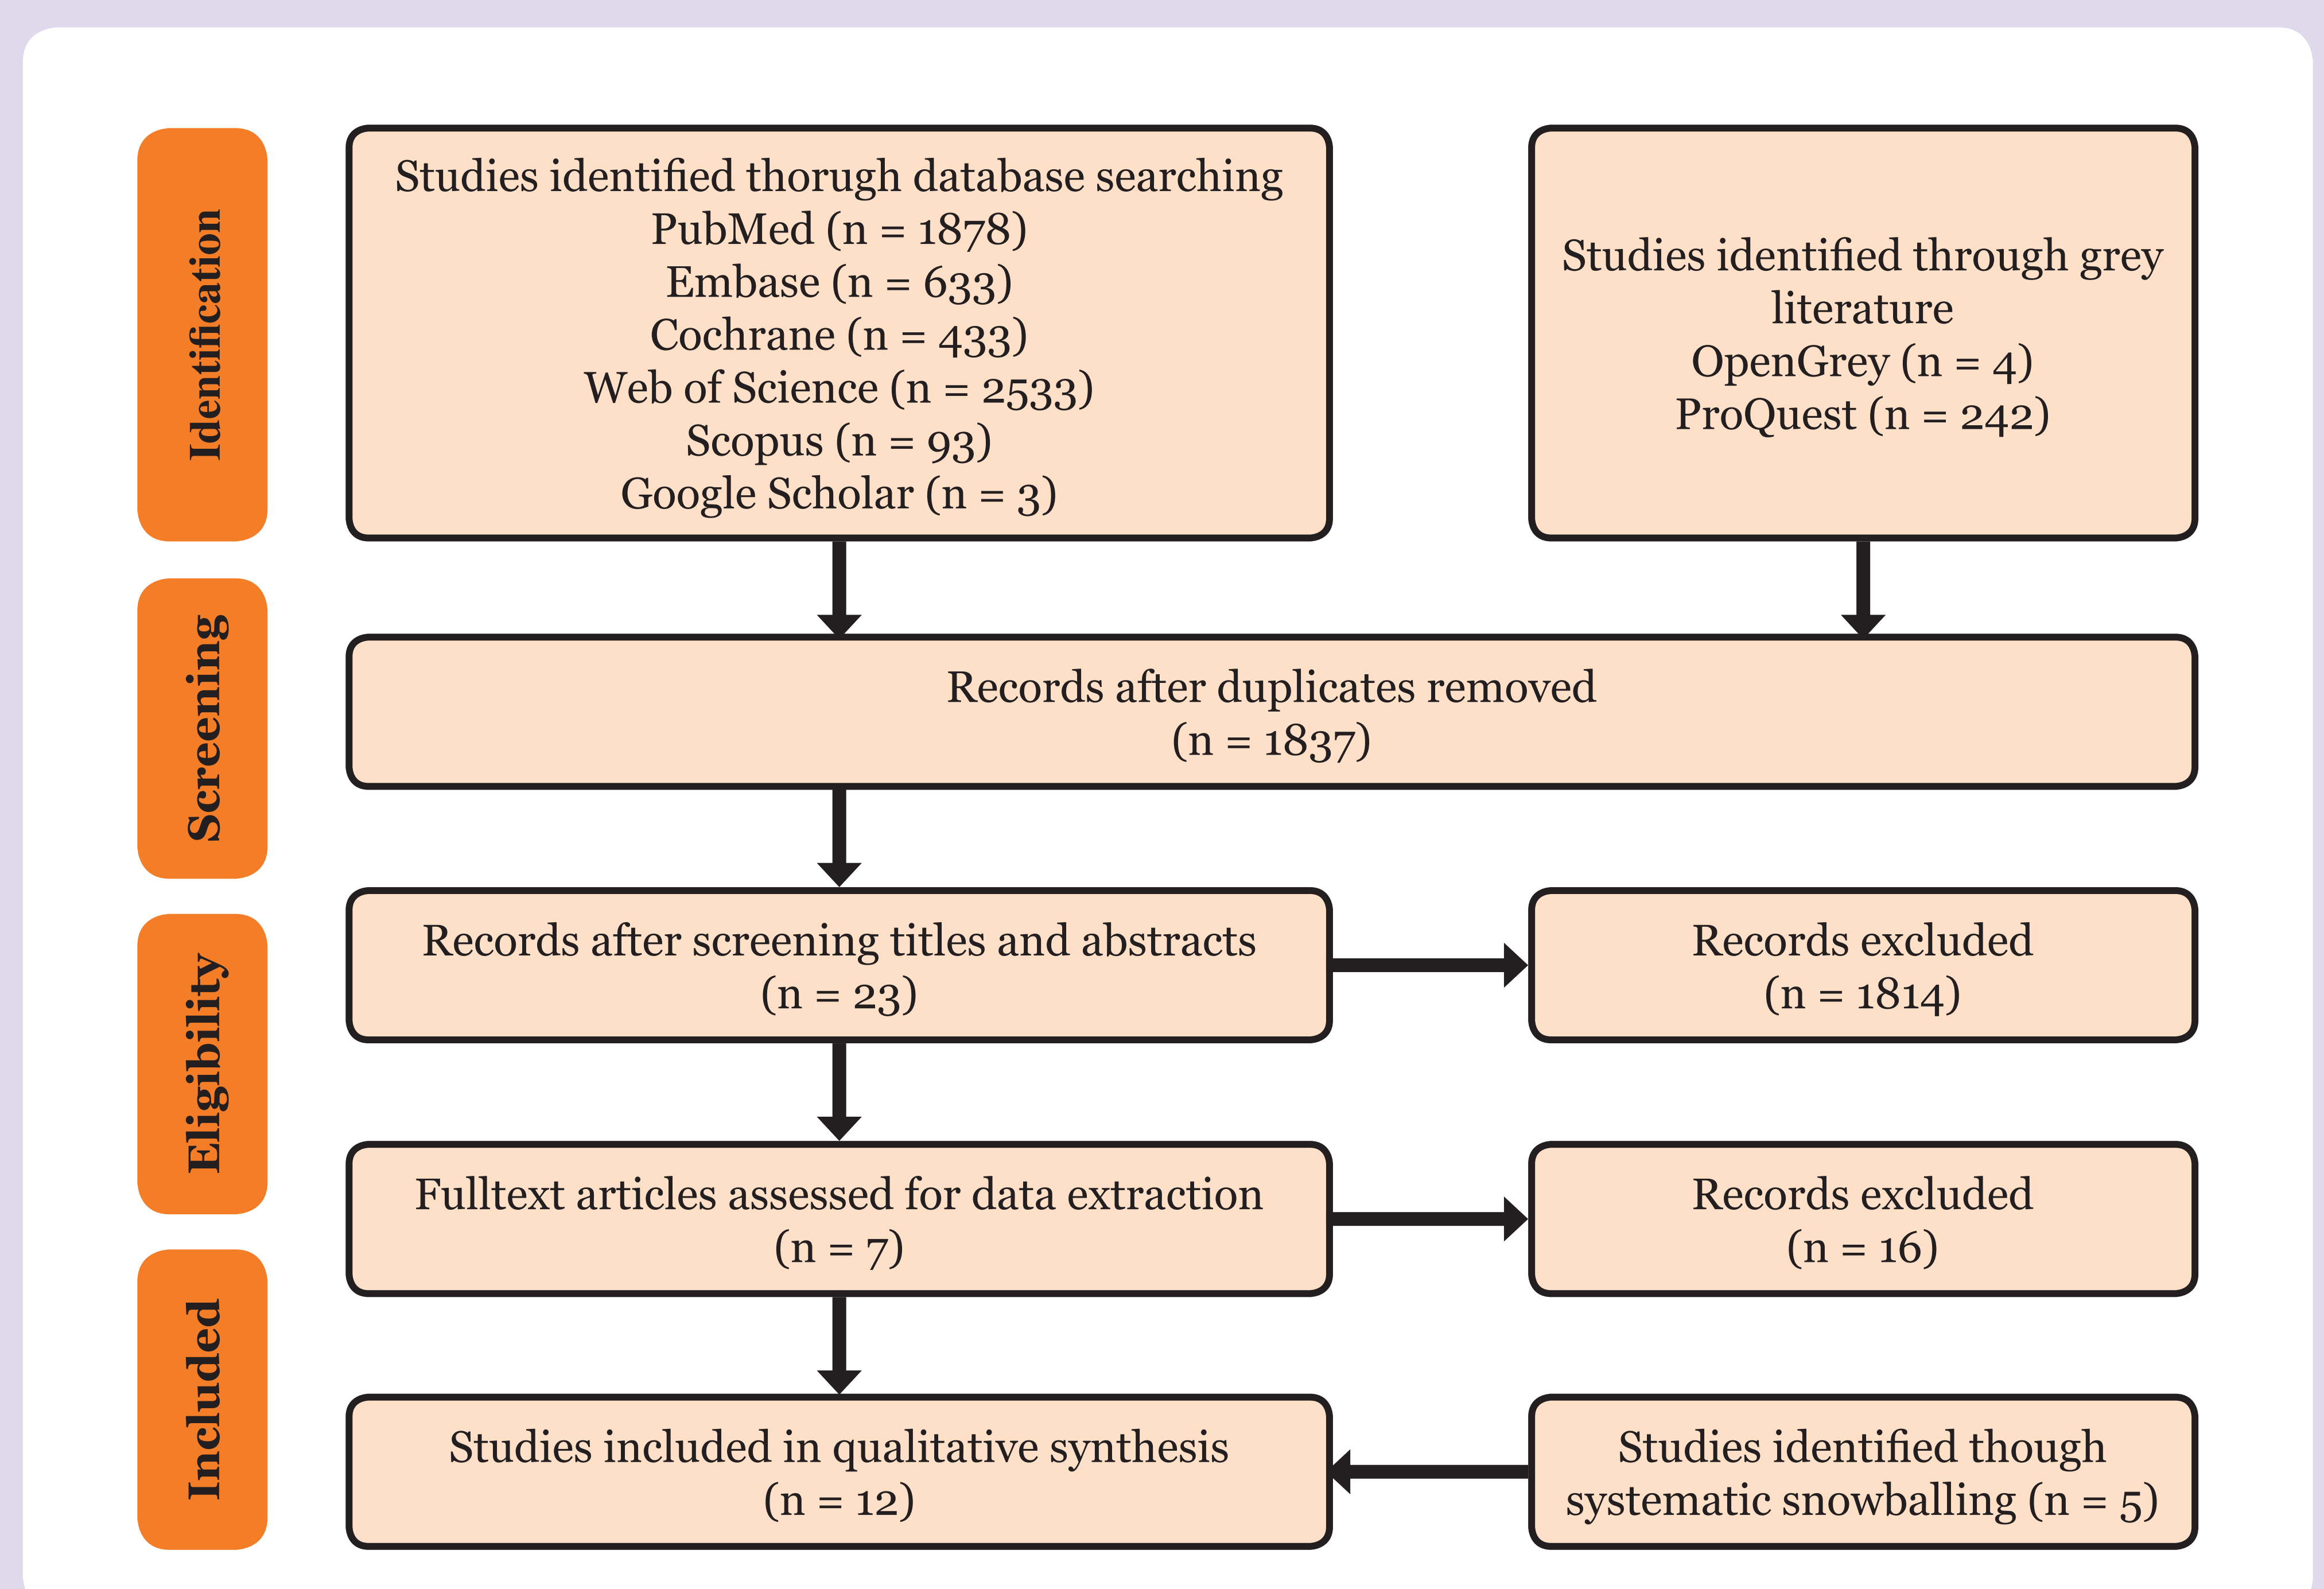 Identification
Studies identified thorugh database searching
PubMed (n = 1878)
Embase (n = 633)
Cochrane (n = 433)
Web of Science (n = 2533)
Scopus (n = 93)
Google Scholar (n = 3)
Studies identified through grey
literature
OpenGrey (n = 4)
ProQuest (n = 242)
Screening
Records after duplicates removed
(n = 1837)
Eligibility
Records after screening titles and abstracts
(n = 23)
Records excluded
(n = 1814)
Fulltext articles assessed for data extraction
(n = 7)
Records excluded
(n = 16)
Included
Studies included in qualitative synthesis
(n = 12)
Studies identified though
systematic snowballing (n = 5)